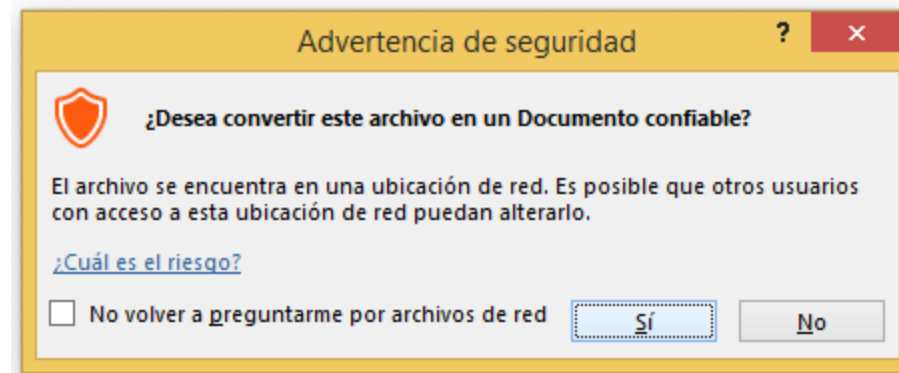 Advertencia de seguridad
?
×
¿Desea convertir este archivo en un Documento confiable?
El archivo se encuentra en una ubicación de red. Es posible que otros usuarios
con acceso a esta ubicación de red puedan alterarlo.
¿Cuál es el riesgo?
No volver a preguntarme por archivos de red
Sí
No